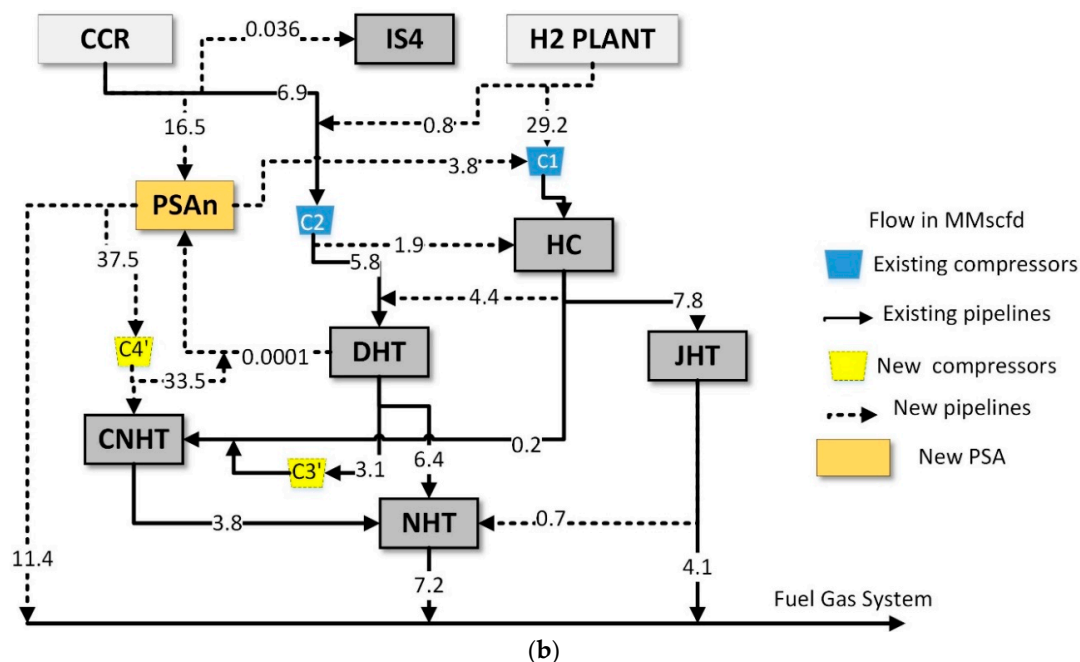 CCR
0.036
IS4
H2 PLANT
6.9
0.8
29.2
16.5
3.8
C1
PSAn
C2
HC
37.5
1.9
5.8
4.4
7.8
C4'
0.0001
DHT
JHT
33.5
CNHT
0.2
C3'
3.1
6.4
3.8
NHT
0.7
11.4
7.2
4.1
Fuel Gas System
Flow in MMscfd
Existing compressors
Existing pipelines
New compressors
New pipelines
New PSA
(b)